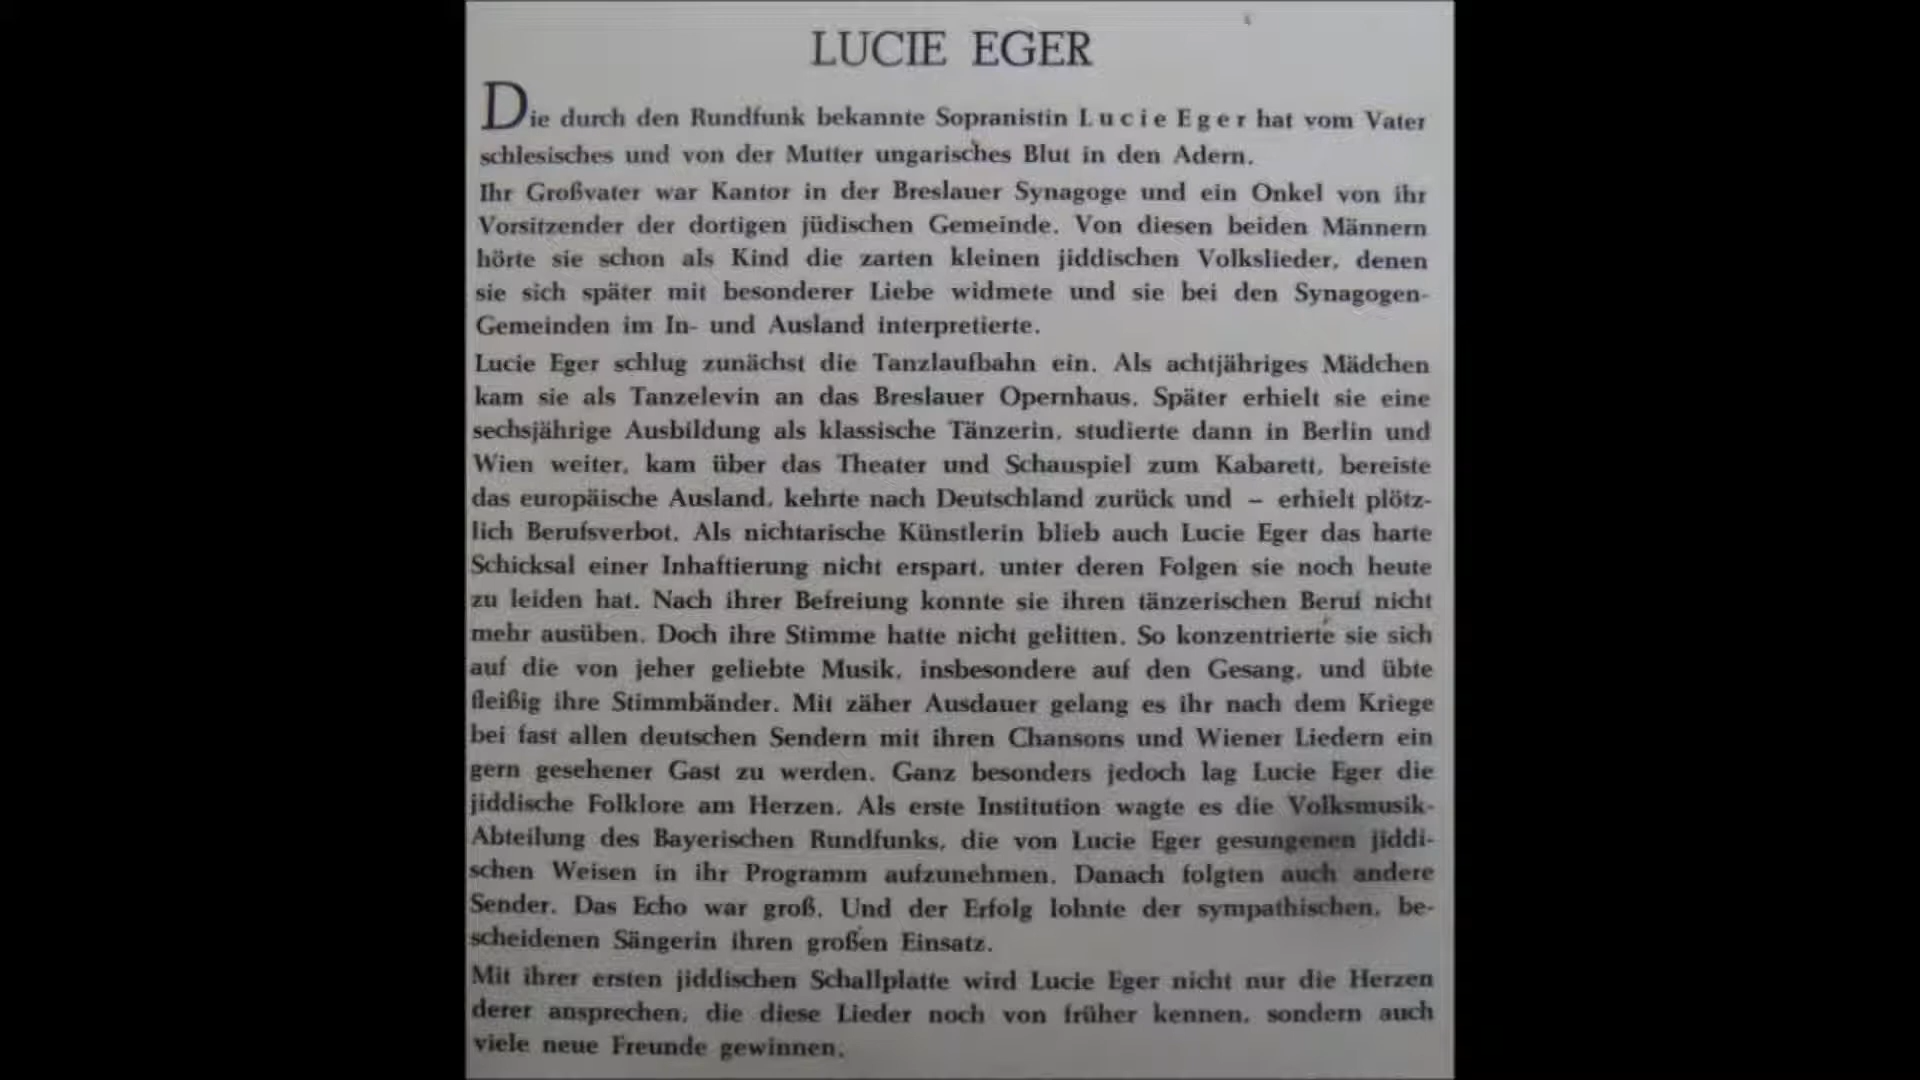 LUCIE EGER
Die durch den Rundfunk bekannte Sopranistin Lucie Eger hat vom Vater
schlesisches und von der Mutter ungarisches Blut in den Adern.
Ihr Großvater war Kantor in der Breslauer Synagoge und ein Onkel von ihr
Vorsitzender der dortigen jüdischen Gemeinde. Von diesen beiden Männern
hörte sie schon als Kind die zarten kleinen jiddischen Volkslieder, denen
sie sich später mit besonderer Liebe widmete und sie bei den Synagogen-
Gemeinden im In- und Ausland interpretierte.
Lucie Eger schlug zunächst die Tanzlaufbahn ein. Als achtjähriges Mädchen
kam sie als Tanzelevin an das Breslauer Opernhaus. Später erhielt sie eine
sechsjährige Ausbildung als klassische Tänzerin, studierte dann in Berlin und
Wien weiter, kam über das Theater und Schauspiel zum Kabarett, bereiste
das europäische Ausland, kehrte nach Deutschland zurück und – erhielt plötz-
lich Berufsverbot. Als nichtarische Künstlerin blieb auch Lucie Eger das harte
Schicksal einer Inhaftierung nicht erspart, unter deren Folgen sie noch heute
zu leiden hat. Nach ihrer Befreiung konnte sie ihren tänzerischen Beruf nicht
mehr ausüben. Doch ihre Stimme hatte nicht gelitten. So konzentrierte sie sich
auf die von jeher geliebte Musik, insbesondere auf den Gesang, und übte
fleißig ihre Stimmbänder. Mit zäher Ausdauer gelang es ihr nach dem Kriege
bei fast allen deutschen Sendern mit ihren Chansons und Wiener Liedern ein
gern gesehener Gast zu werden. Ganz besonders jedoch lag Lucie Eger die
jiddische Folklore am Herzen. Als erste Institution wagte es die Volksmusik-
Abteilung des Bayerischen Rundfunks, die von Lucie Eger gesungenen jiddi-
schen Weisen in ihr Programm aufzunehmen. Danach folgten auch andere
Sender. Das Echo war groß. Und der Erfolg lohnte der sympathischen, be-
scheidenen Sängerin ihren großen Einsatz.
Mit ihrer ersten jiddischen Schallplatte wird Lucie Eger nicht nur die Herzen
derer ansprechen, die diese Lieder noch von früher kennen, sondern auch
viele neue Freunde gewinnen.